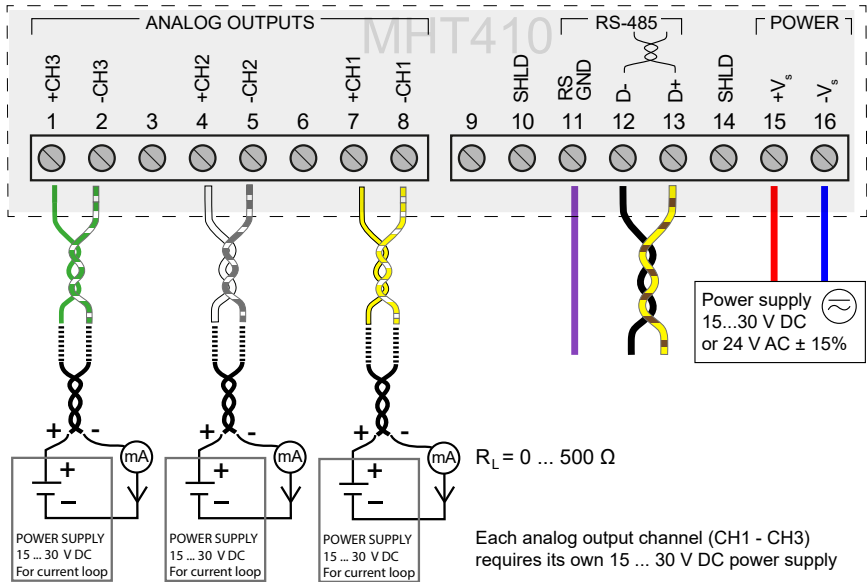 ANALOG OUTPUTS
MHT410
RS-485
POWER
+CH3
-CH3
+CH2
-CH2
+CH1
-CH1
SHLD
RS
GND
D-
D+
SHLD
+Vs
-Vs
1 2 3 4 5 6 7 8 9 10 11 12 13 14 15 16
Power supply
15...30 V DC
or 24 V AC ± 15%
+ -
mA
+
–
POWER SUPPLY
15 ... 30 V DC
For current loop
+ -
mA
+
–
POWER SUPPLY
15 ... 30 V DC
For current loop
+ -
mA
+
–
POWER SUPPLY
15 ... 30 V DC
For current loop
RL = 0 ... 500 Ω
Each analog output channel (CH1 - CH3)
requires its own 15 ... 30 V DC power supply